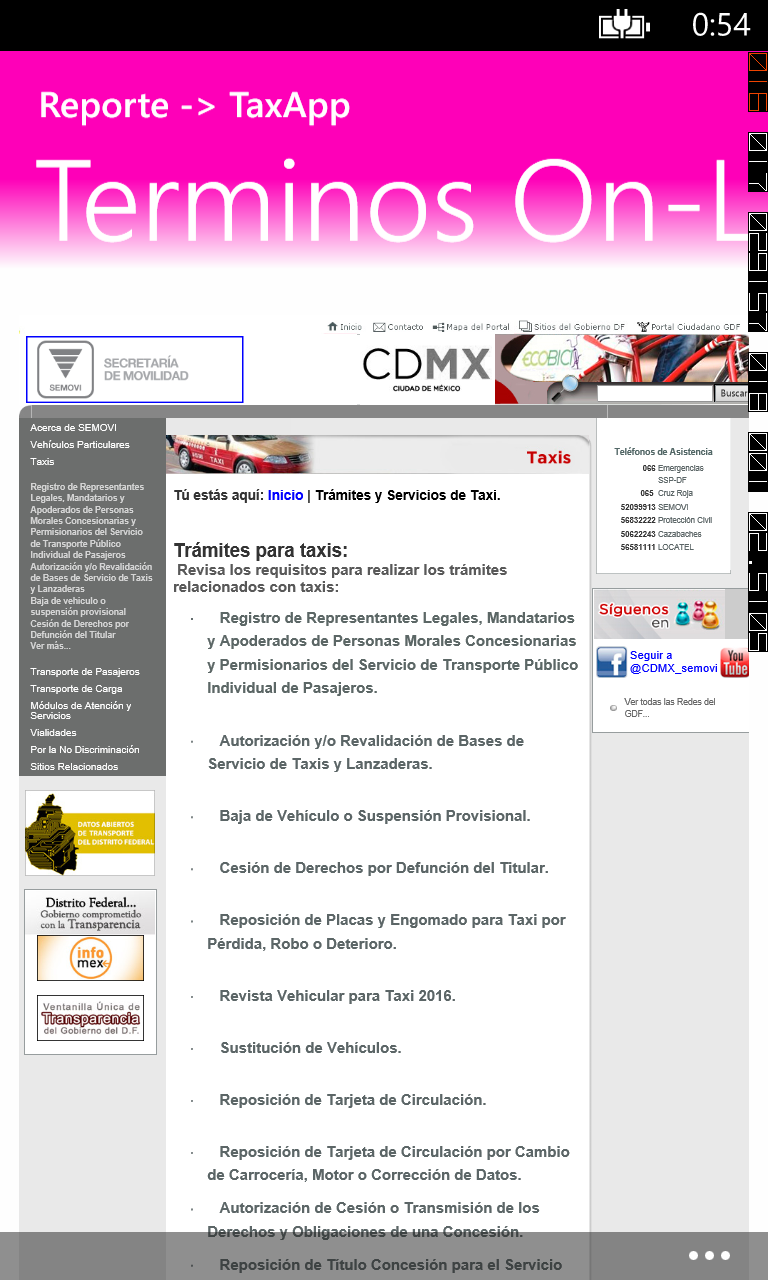 0:54
Reporte -> TaxApp
Terminos On-L
Inicio Contacto Mapa del Portal Sitios del Gobierno DF Portal Ciudadano GDF
SEMOVI
SECRETARÍA
DE MOVILIDAD
CDMX
CIUDAD DE MÉXICO
ECOBICI
Buscar
Acerca de SEMOVI
Vehículos Particulares
Taxis
Registro de Representantes
Legales, Mandatarios y
Apoderados de Personas
Morales Concesionarias y
Permisionarios del Servicio
de Transporte Público
Individual de Pasajeros
Autorización y/o Revalidación
de Bases de Servicio de Taxis
y Lanzaderas
Baja de vehículo o
suspensión provisional
Cesión de Derechos por
Defunción del Titular
Ver más...
Transporte de Pasajeros
Transporte de Carga
Módulos de Atención y
Servicios
Vialidades
Por la No Discriminación
Sitios Relacionados
DATOS ABIERTOS
DE TRANSPORTE
DEL DISTRITO FEDERAL
Distrito Federal...
Gobierno comprometido
con la Transparencia
info
mex
Ventanilla Única de
Transparencia
del Gobierno del D.F.
TAXI
Taxis
Tú estás aquí: Inicio | Trámites y Servicios de Taxi.
Trámites para taxis:
Revisa los requisitos para realizar los trámites
relacionados con taxis:
· Registro de Representantes Legales, Mandatarios
y Apoderados de Personas Morales Concesionarias
y Permisionarios del Servicio de Transporte Público
Individual de Pasajeros.
· Autorización y/o Revalidación de Bases de
Servicio de Taxis y Lanzaderas.
· Baja de Vehículo o Suspensión Provisional.
· Cesión de Derechos por Defunción del Titular.
· Reposición de Placas y Engomado para Taxi por
Pérdida, Robo o Deterioro.
· Revista Vehicular para Taxi 2016.
· Sustitución de Vehículos.
· Reposición de Tarjeta de Circulación.
· Reposición de Tarjeta de Circulación por Cambio
de Carrocería, Motor o Corrección de Datos.
· Autorización de Cesión o Transmisión de los
Derechos y Obligaciones de una Concesión.
· Reposición de Título Concesión para el Servicio
Teléfonos de Asistencia
066 Emergencias
SSP-DF
065 Cruz Roja
52099913 SEMOVI
56832222 Protección Civil
50622243 Cazabaches
56581111 LOCATEL
Síguenos
en
Seguir a
@CDMX_semovi
You
Tube
Ver todas las Redes del
GDF...